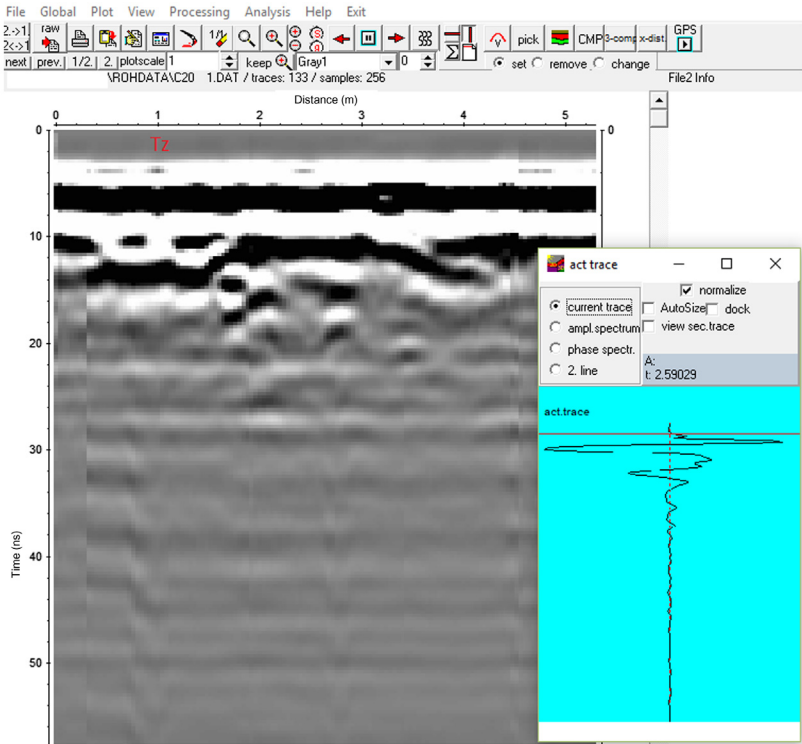 File Global Plot View Processing Analysis Help Exit
2.->1. raw 1/γ pick CMP 3-comp x-dist. GPS
2<->1
next prev. 1/2. 2. plotscale 1 keep Gray1 0 set remove change
\ROHDATA\C20 1.DAT / traces: 133 / samples: 256 File2 Info
Distance (m)
0 1 2 3 4 5
0 Tz 0
10
20
30
40
50
Time (ns)
act trace
normalize
current trace AutoSize dock
ampl.spectrum view sec.trace
phase spectr.
2. line
A:
t: 2.59029
act.trace